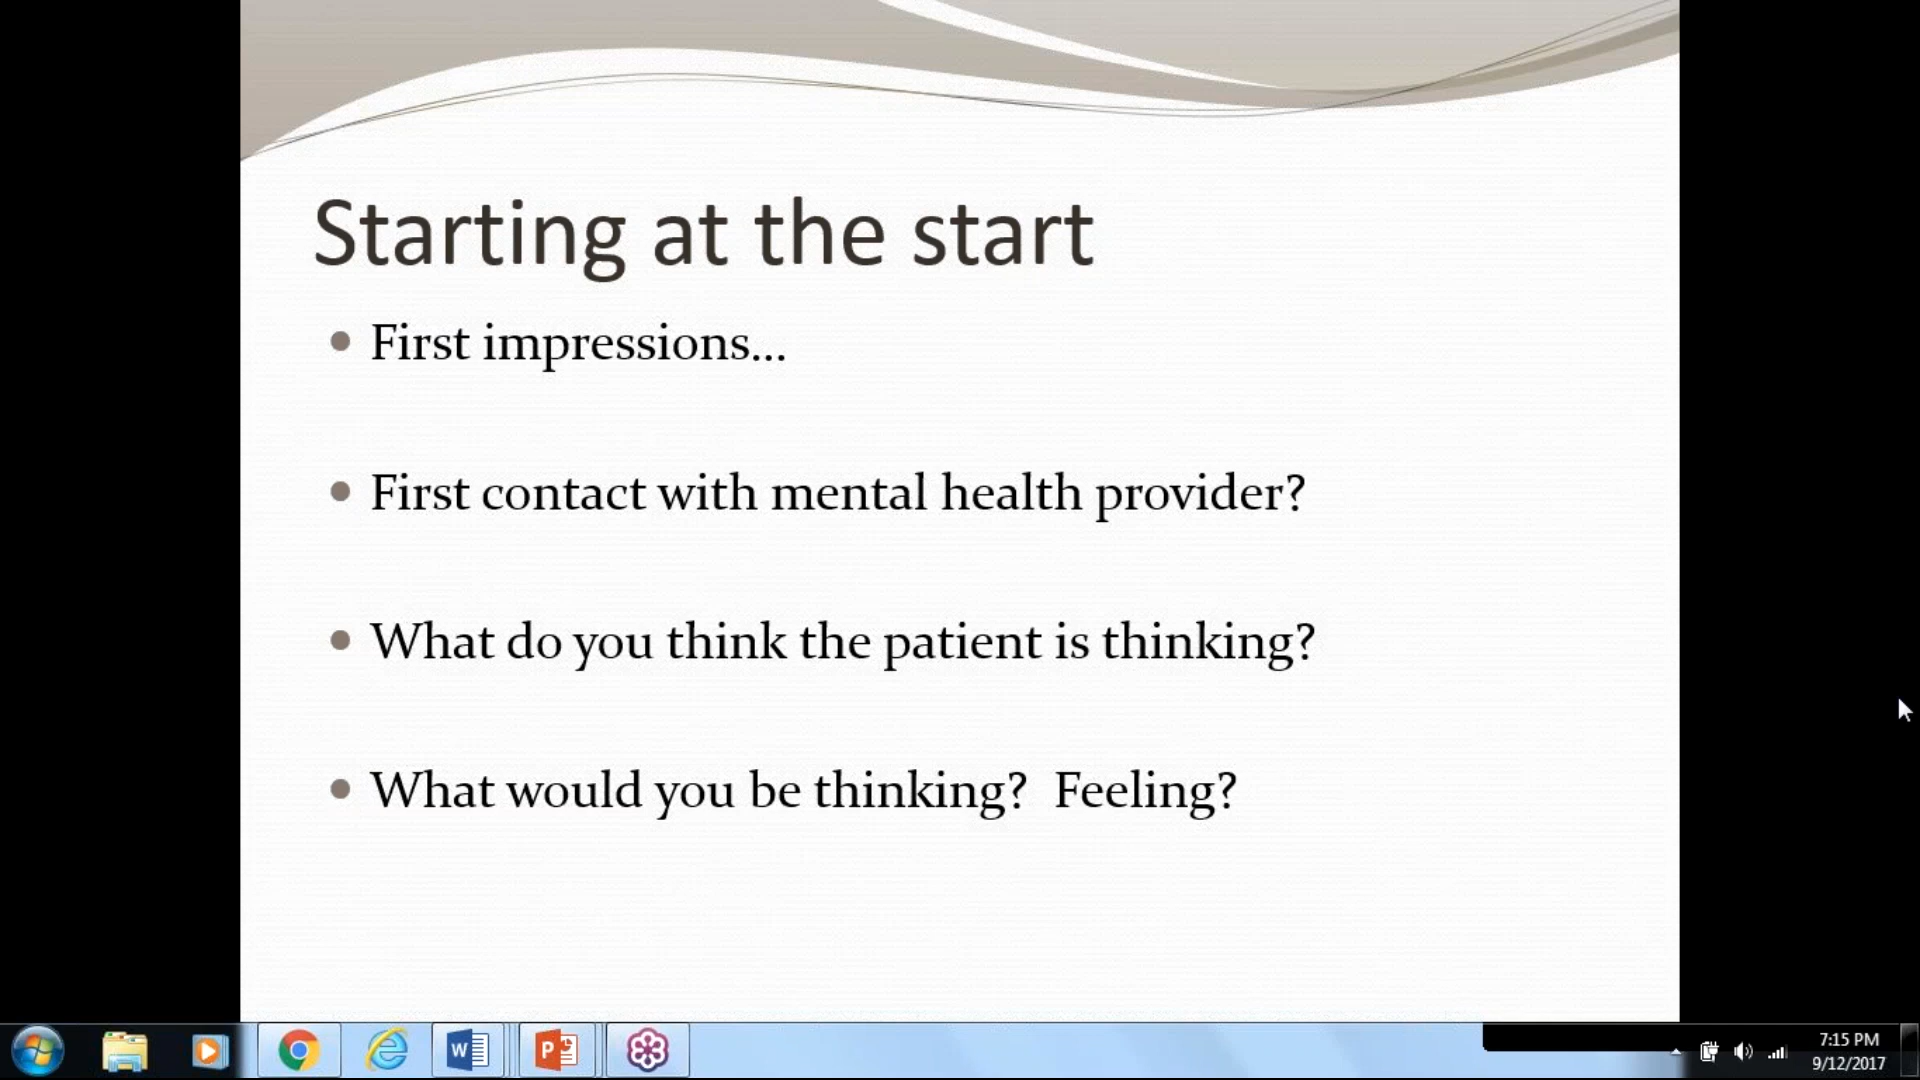 Starting at the start
First impressions...
First contact with mental health provider?
What do you think the patient is thinking?
What would you be thinking?  Feeling?
7:15 PM
9/12/2017